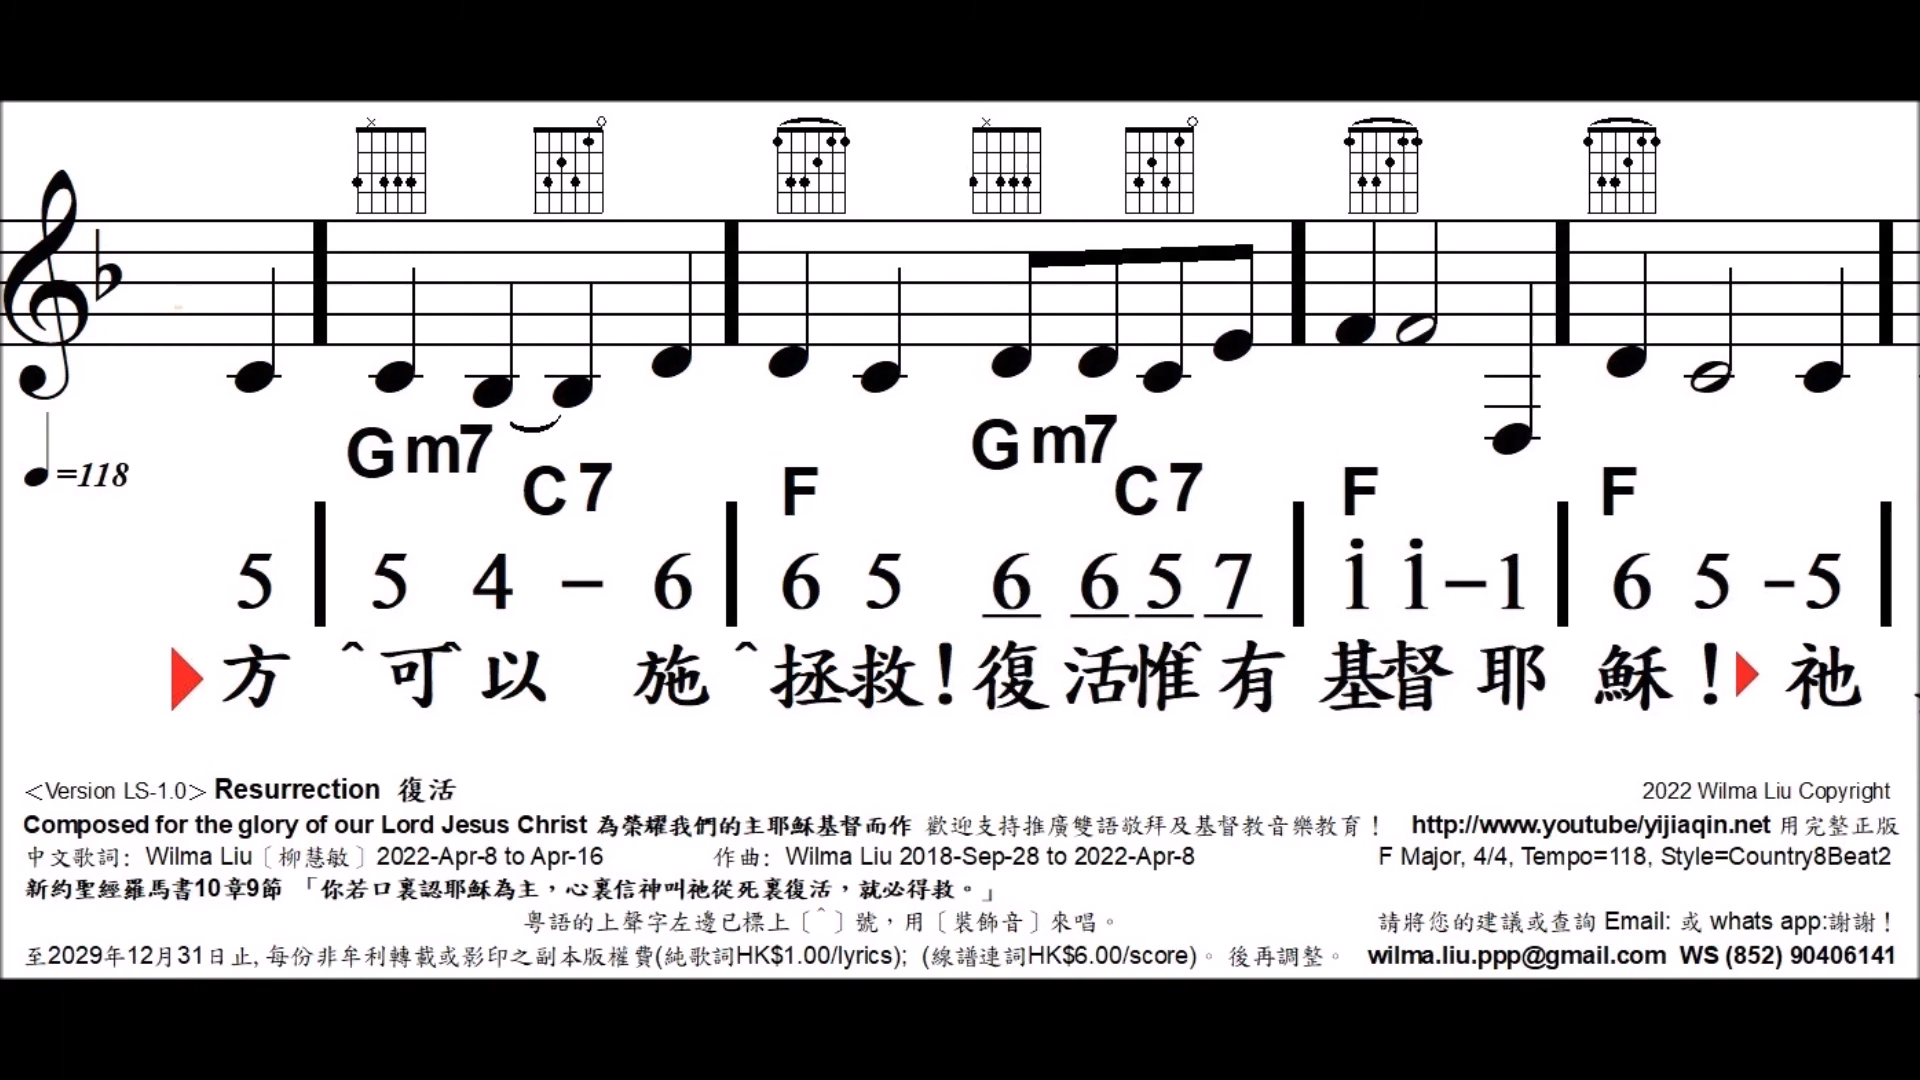 =118
Gm7 C7 F Gm7 C7 F F
5 | 5 4 – 6 | 6 5 6 6 5 7 | i i – 1 | 6 5 - 5 |
方 ^可^以 施 ^拯救!復活^惟有 基督 耶 穌 ! 祂
<Version LS-1.0> Resurrection 復活
2022 Wilma Liu Copyright
Composed for the glory of our Lord Jesus Christ 為榮耀我們的主耶穌基督而作 歡迎支持推廣雙語敬拜及基督教音樂教育! http://www.youtube/yijiaqin.net 用完整正版
中文歌詞: Wilma Liu〔柳慧敏〕2022-Apr-8 to Apr-16 作曲: Wilma Liu 2018-Sep-28 to 2022-Apr-8 F Major, 4/4, Tempo=118, Style=Country8Beat2
新約聖經羅馬書10章9節 「你若口裏認耶穌為主，心裏信神叫祂從死裏復活，就必得救。」
粵語的上聲字左邊已標上〔^〕號，用〔裝飾音〕來唱。 請將您的建議或查詢 Email: 或 whats app:謝謝!
至2029年12月31日止, 每份非牟利轉載或影印之副本版權費(純歌詞HK$1.00/lyrics); (線譜連詞HK$6.00/score)。後再調整。 wilma.liu.ppp@gmail.com WS (852) 90406141